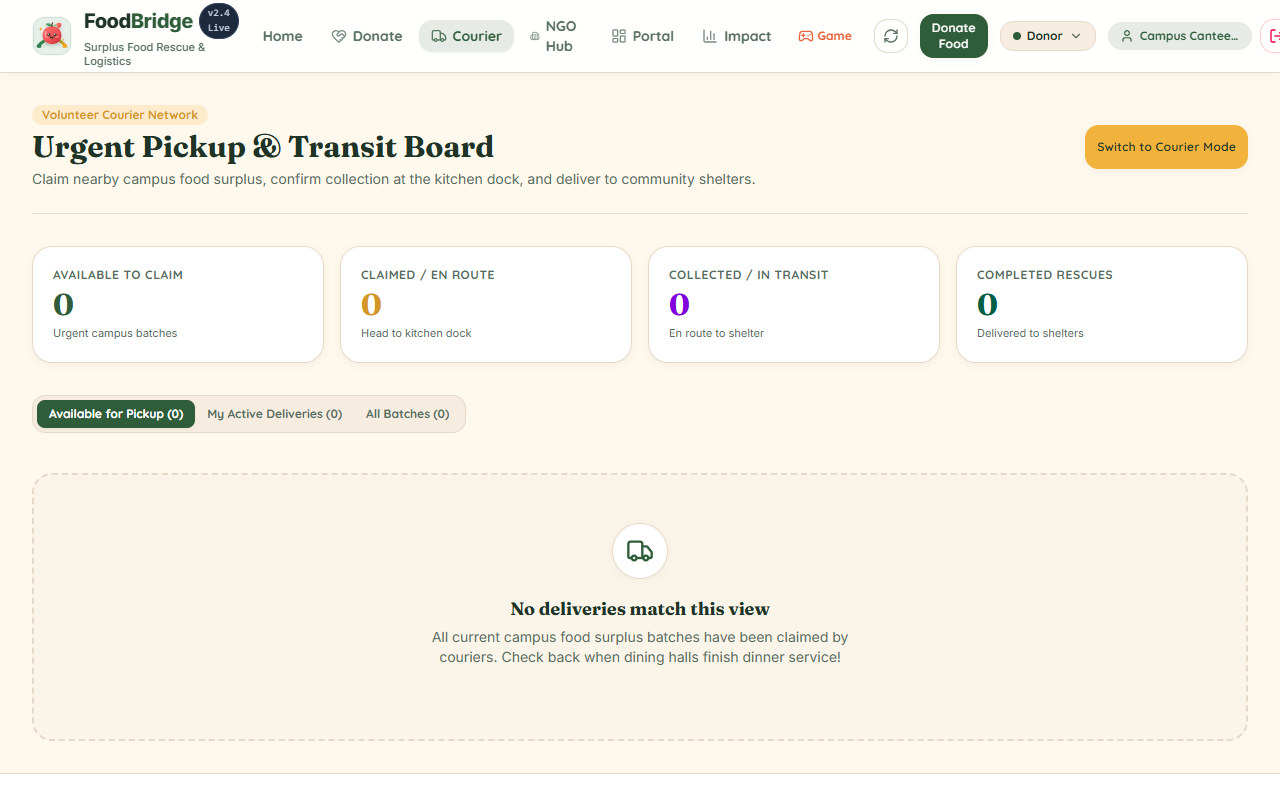 FoodBridge
v2.4
Live
Surplus Food Rescue &
Logistics
Home
Donate
Courier
NGO
Hub
Portal
Impact
Game
Donate
Food
Donor
Campus Cantee...
Volunteer Courier Network
Urgent Pickup & Transit Board
Claim nearby campus food surplus, confirm collection at the kitchen dock, and deliver to community shelters.
Switch to Courier Mode
AVAILABLE TO CLAIM
0
Urgent campus batches
CLAIMED / EN ROUTE
0
Head to kitchen dock
COLLECTED / IN TRANSIT
0
En route to shelter
COMPLETED RESCUES
0
Delivered to shelters
Available for Pickup (0)
My Active Deliveries (0)
All Batches (0)
No deliveries match this view
All current campus food surplus batches have been claimed by
couriers. Check back when dining halls finish dinner service!